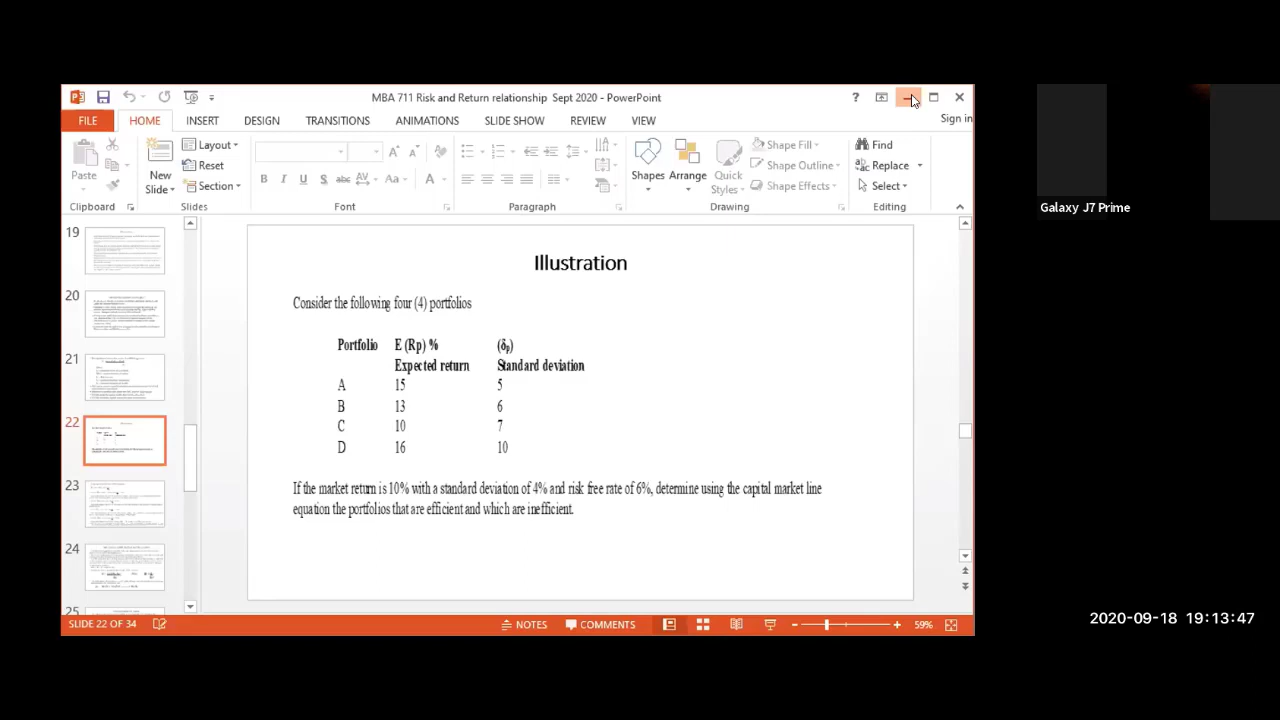 MBA 711 Risk and Return relationship Sept 2020 - PowerPoint
?
Sign in
FILE HOME INSERT DESIGN TRANSITIONS ANIMATIONS SLIDE SHOW REVIEW VIEW
Paste
Clipboard
New
Slide
Layout
Reset
Section
Slides
B I U S abc AV Aa A
Font
Paragraph
Shapes
Arrange
Quick
Styles
Shape Fill
Shape Outline
Shape Effects
Drawing
Find
Replace
Select
Editing
19
20
21
22
23
24
25
Illustration
Consider the following four (4) portfolios
Portfolio E (Rp) % (δp)
Expected return Standard deviation
A 15 5
B 13 6
C 10 7
D 16 10
If the market return is 10% with a standard deviation of and risk free rate of 6%, determine using the capital market line
equation the portfolios that are efficient and which are inefficient.
SLIDE 22 OF 34
NOTES
COMMENTS
59%
Galaxy J7 Prime
2020-09-18 19:13:47